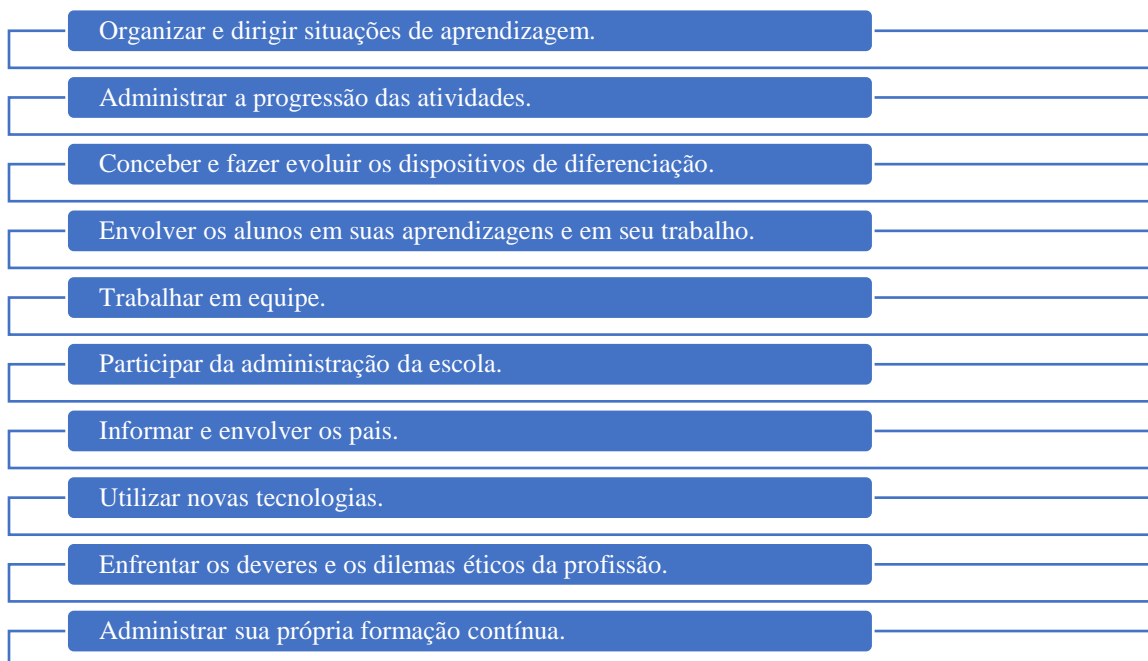 Organizar e dirigir situações de aprendizagem.
Administrar a progressão das atividades.
Conceber e fazer evoluir os dispositivos de diferenciação.
Envolver os alunos em suas aprendizagens e em seu trabalho.
Trabalhar em equipe.
Participar da administração da escola.
Informar e envolver os pais.
Utilizar novas tecnologias.
Enfrentar os deveres e os dilemas éticos da profissão.
Administrar sua própria formação contínua.